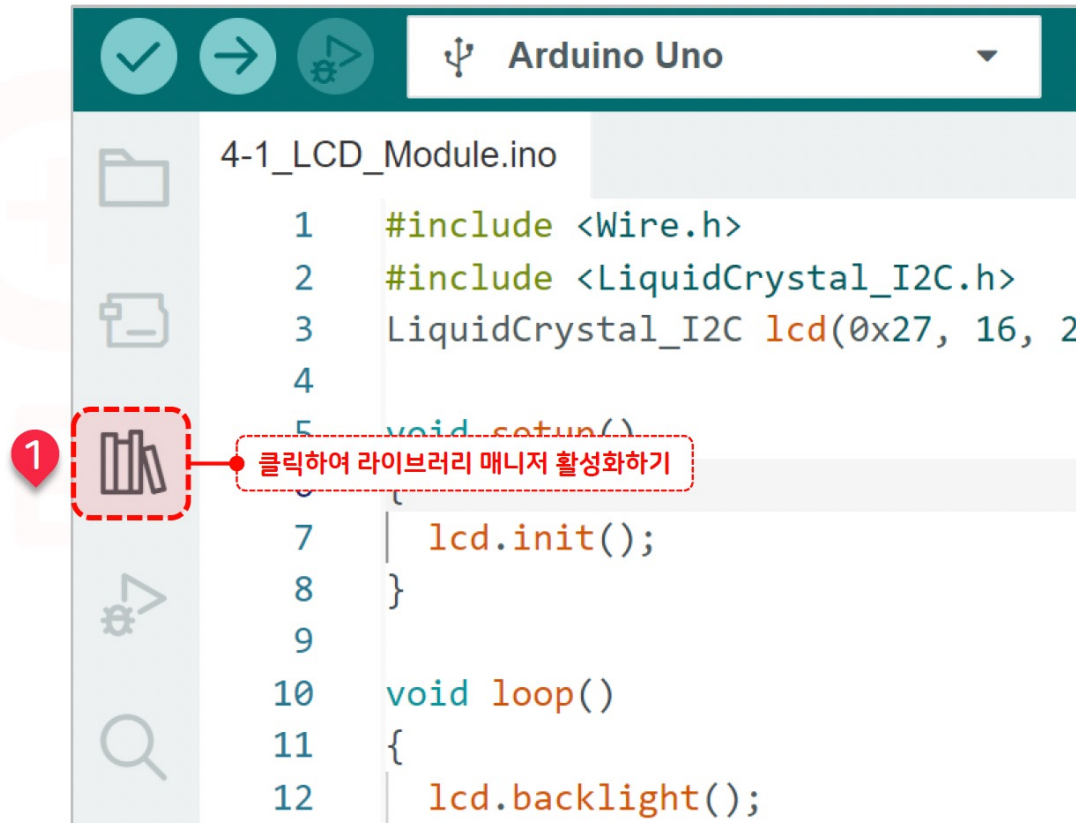 Arduino Uno
4-1_LCD_Module.ino
1 #include <Wire.h>
2 #include <LiquidCrystal_I2C.h>
3 LiquidCrystal_I2C lcd(0x27, 16, 2
4
5 void setup()
1
클릭하여 라이브러리 매니저 활성화하기
6 {
7 lcd.init();
8 }
9
10 void loop()
11 {
12 lcd.backlight();